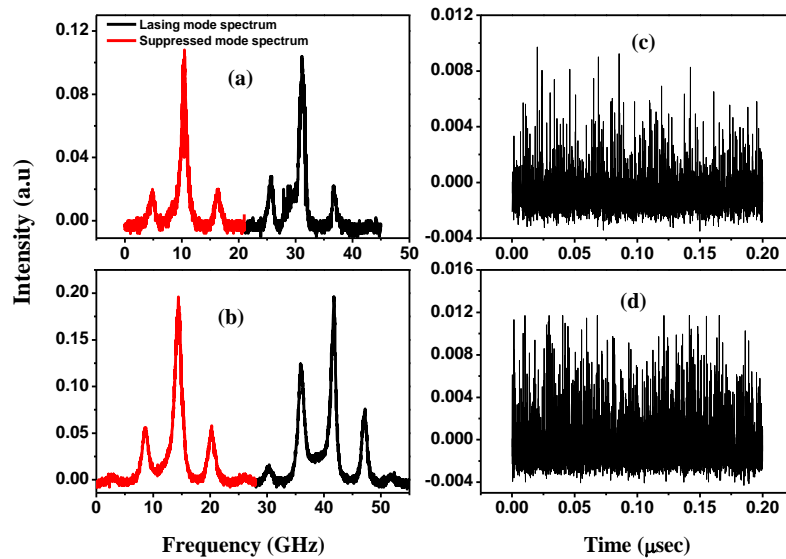 Lasing mode spectrum
Suppressed mode spectrum
(a)
0.12
0.08
0.04
0.00
0 10 20 30 40 50
(c)
0.012
0.008
0.004
0.000
-0.004
0.00 0.05 0.10 0.15 0.20
(b)
0.20
0.15
0.10
0.05
0.00
0 10 20 30 40 50
(d)
0.016
0.012
0.008
0.004
0.000
-0.004
0.00 0.05 0.10 0.15 0.20
Intensity (a.u)
Frequency (GHz)
Time (μsec)